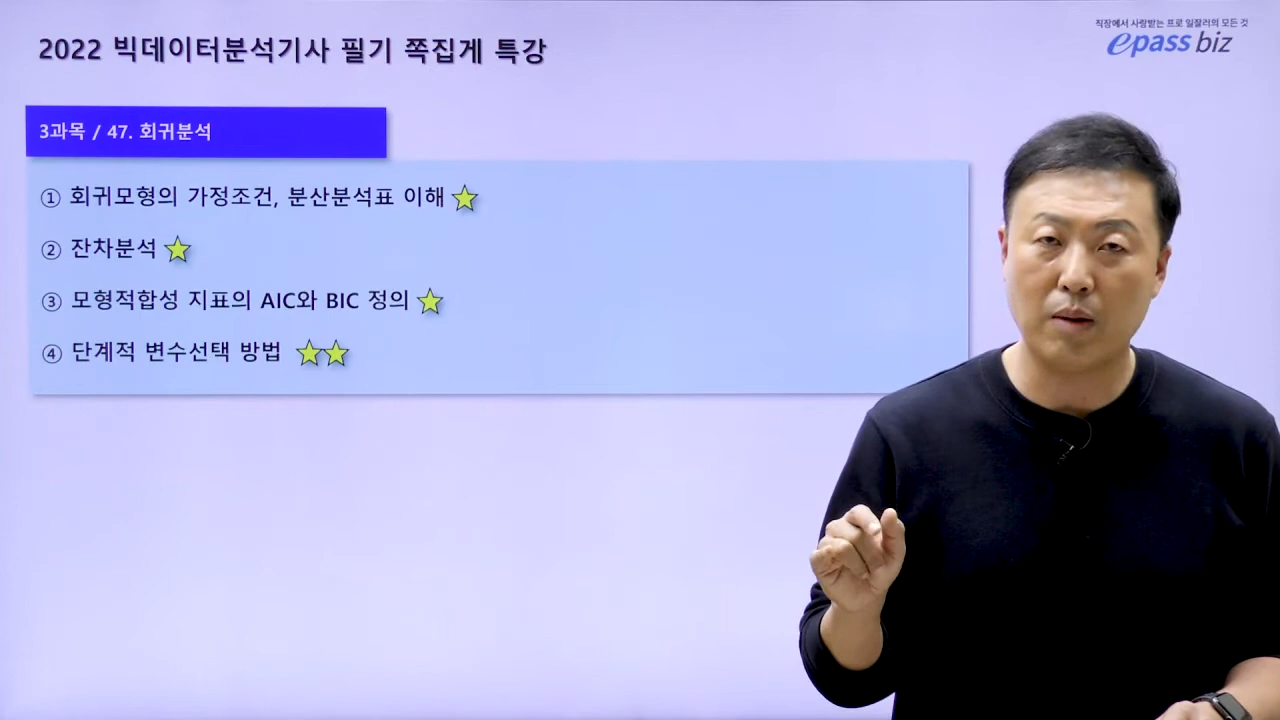 2022 빅데이터분석기사 필기 쪽집게 특강
직장에서 사랑받는 프로 일잘러의 모든 것
epass biz
3과목 / 47. 회귀분석
① 회귀모형의 가정조건, 분산분석표 이해
② 잔차분석
③ 모형적합성 지표의 AIC와 BIC 정의
④ 단계적 변수선택 방법